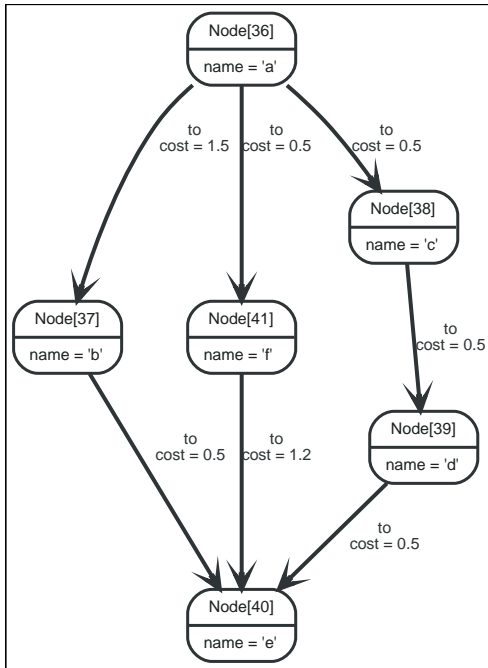 Node[36]
name = 'a'
to
cost = 1.5
to
cost = 0.5
to
cost = 0.5
Node[38]
name = 'c'
Node[37]
name = 'b'
Node[41]
name = 'f'
to
cost = 0.5
Node[39]
name = 'd'
to
cost = 0.5
to
cost = 1.2
to
cost = 0.5
Node[40]
name = 'e'